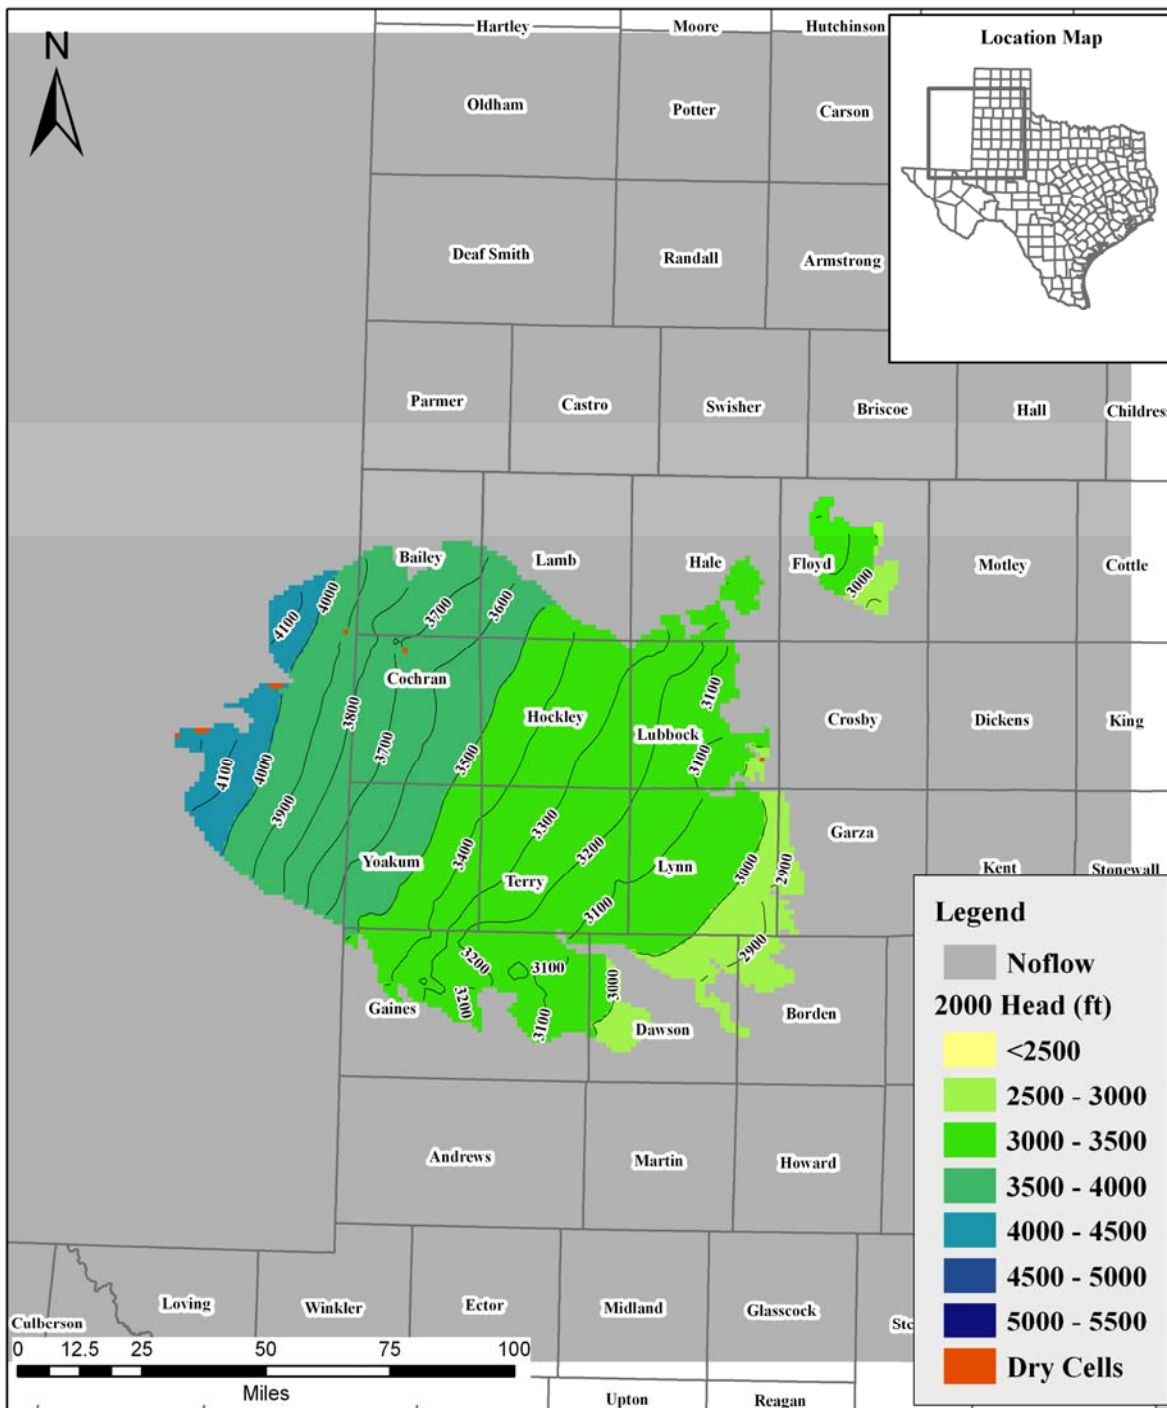 Hartley
Moore
Hutchinson
Location Map
N
Oldham
Potter
Carson
Deaf Smith
Randall
Armstrong
Parmer
Castro
Swisher
Briscoe
Hall
Childres
Bailey
Lamb
Hale
Floyd
Motley
Cottle
3000
4000
4100
3700
3600
Cochran
3100
Hockley
Lubbock
Crosby
Dickens
King
3800
3700
3500
3100
4100
4000
3900
3300
3200
3400
Yoakum
Terry
Lynn
3000
2900
Garza
Kent
Stonewall
3100
3200
3100
3000
2900
3200
3100
Gaines
Dawson
Borden
Andrews
Martin
Howard
Culberson
Loving
Winkler
Ector
Midland
Glasscock
Stc
Upton
Reagan
Legend
Noflow
2000 Head (ft)
<2500
2500 - 3000
3000 - 3500
3500 - 4000
4000 - 4500
4500 - 5000
5000 - 5500
Dry Cells
0 12.5 25 50 75 100
Miles